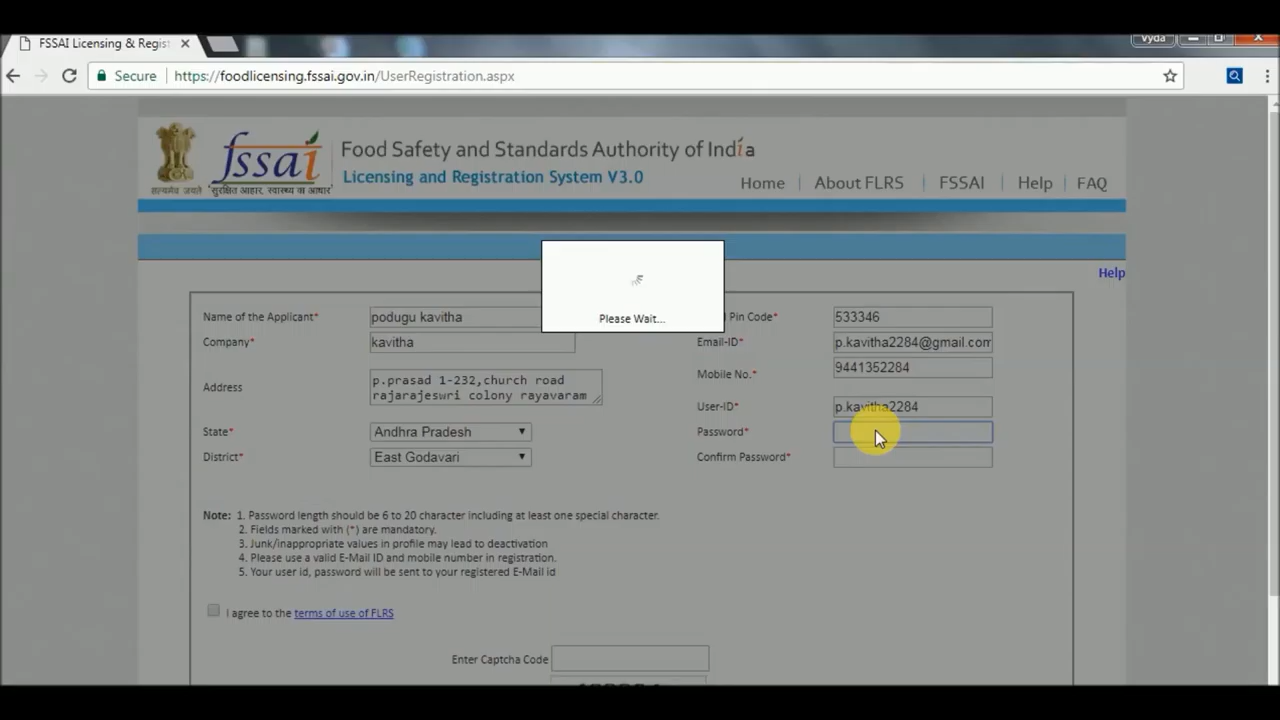 FSSAI Licensing & Regist
Vyda
Secure https://foodlicensing.fssai.gov.in/UserRegistration.aspx
fssai
सत्यमेव जयते
Food Safety and Standards Authority of India
Licensing and Registration System V3.0
Home About FLRS FSSAI Help FAQ
Help
Name of the Applicant* podugu kavitha
Pin Code* 533346
Company* kavitha
Email-ID* p.kavitha2284@gmail.com
Mobile No.* 9441352284
Address p.prasad 1-232,church road
rajarajeswri colony rayavaram
User-ID* p.kavitha2284
State* Andhra Pradesh
Password*
District* East Godavari
Confirm Password*
Please Wait...
Note: 1. Password length should be 6 to 20 character including at least one special character.
2. Fields marked with (*) are mandatory.
3. Junk/inappropriate values in profile may lead to deactivation
4. Please use a valid E-Mail ID and mobile number in registration.
5. Your user id, password will be sent to your registered E-Mail id
I agree to the terms of use of FLRS
Enter Captcha Code